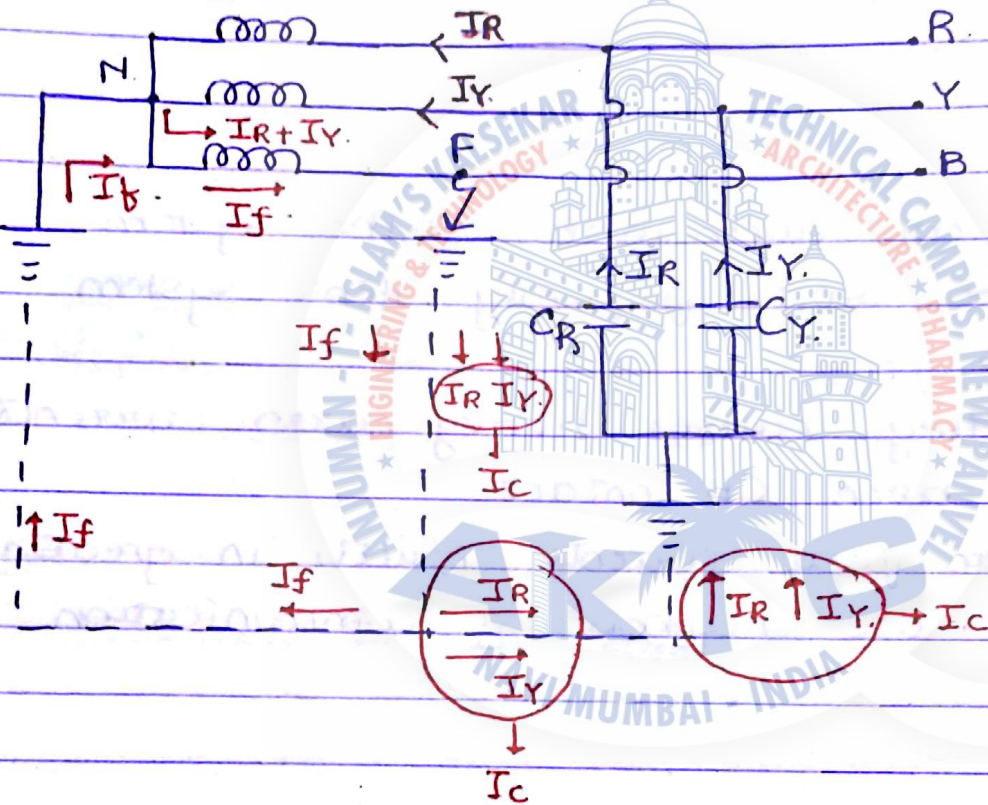 IR
R
N
IY
Y
IR + IY
F
B
If
If
IR
IY
CR
CY
If
IR IY
IC
If
If
IR
IY
IR IY
IC
IC
ANJUMAN - I - ISLAM'S KALSEKAR TECHNICAL CAMPUS, NEW PANVEL
ENGINEERING & TECHNOLOGY ★ ARCHITECTURE ★ PHARMACY ★
AKTC
NAVI MUMBAI - INDIA